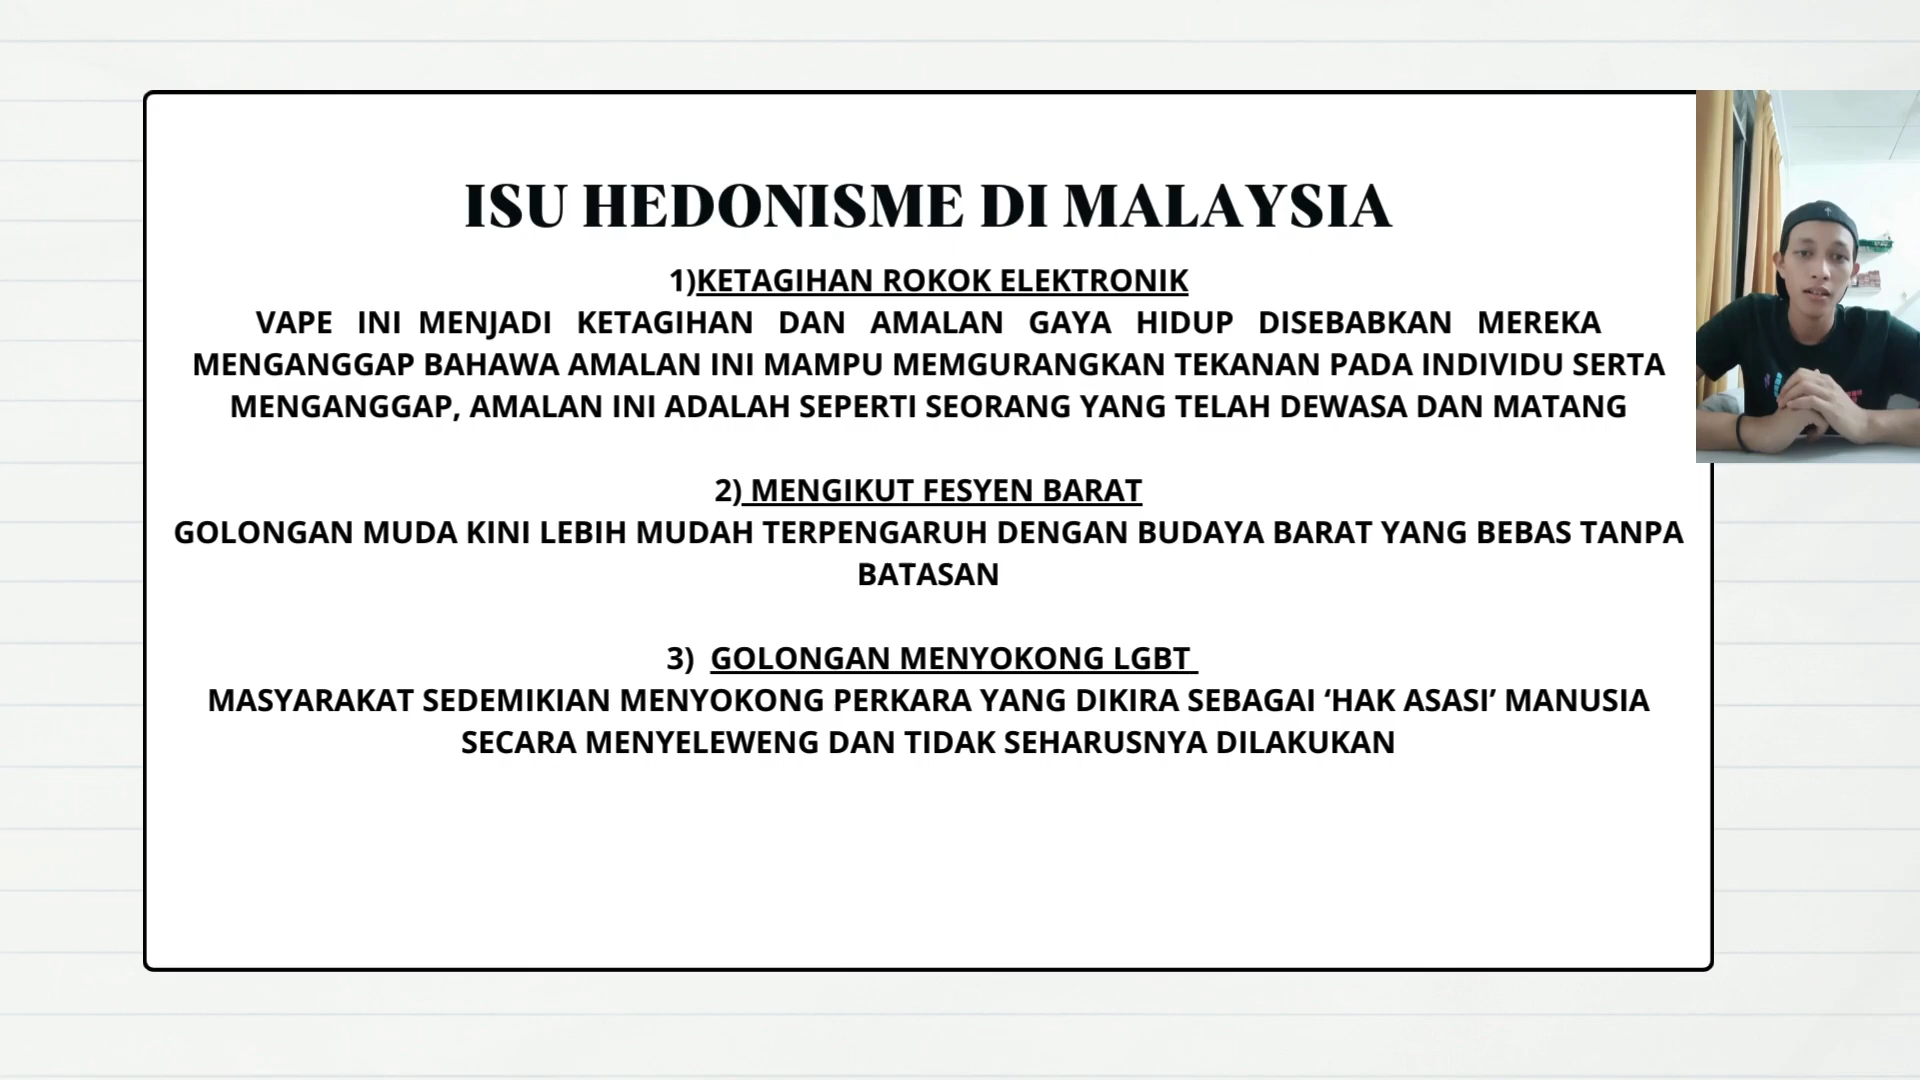 ISU HEDONISME DI MALAYSIA
1)KETAGIHAN ROKOK ELEKTRONIK
VAPE INI MENJADI KETAGIHAN DAN AMALAN GAYA HIDUP DISEBABKAN MEREKA
MENGANGGAP BAHAWA AMALAN INI MAMPU MEMGURANGKAN TEKANAN PADA INDIVIDU SERTA
MENGANGGAP, AMALAN INI ADALAH SEPERTI SEORANG YANG TELAH DEWASA DAN MATANG
2) MENGIKUT FESYEN BARAT
GOLONGAN MUDA KINI LEBIH MUDAH TERPENGARUH DENGAN BUDAYA BARAT YANG BEBAS TANPA
BATASAN
3) GOLONGAN MENYOKONG LGBT
MASYARAKAT SEDEMIKIAN MENYOKONG PERKARA YANG DIKIRA SEBAGAI ‘HAK ASASI’ MANUSIA
SECARA MENYELEWENG DAN TIDAK SEHARUSNYA DILAKUKAN